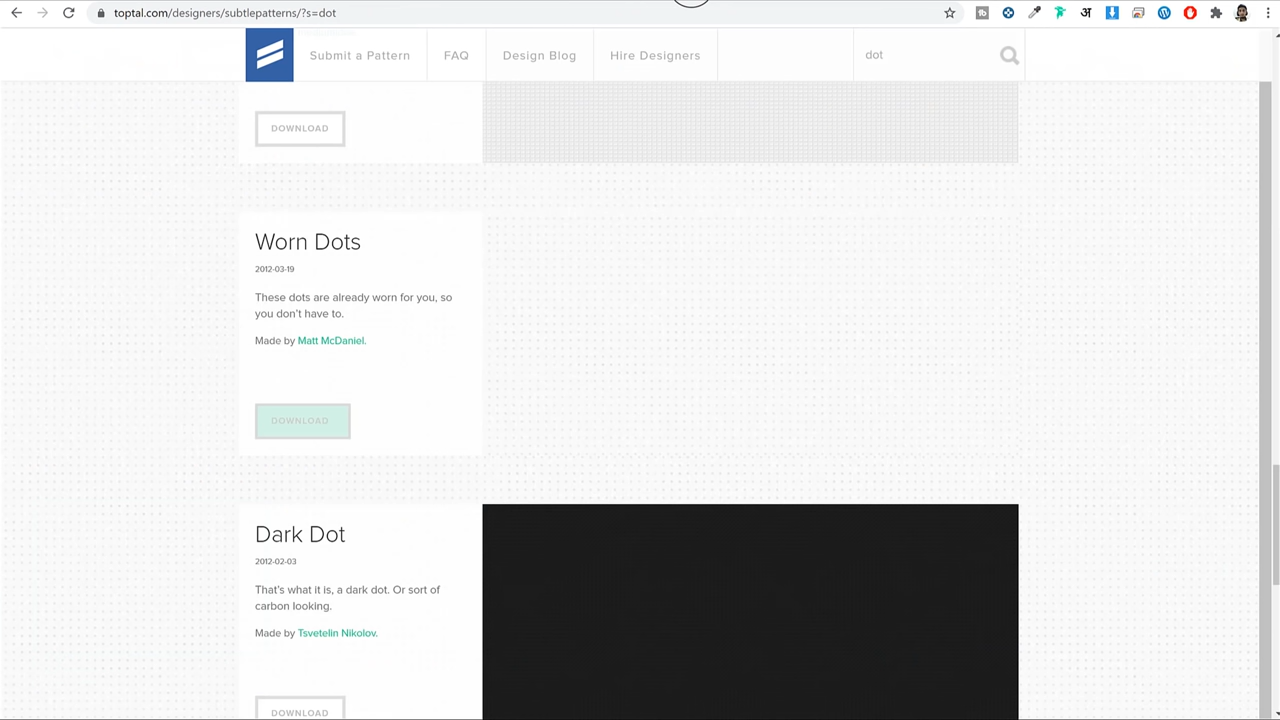 toptal.com/designers/subtlepatterns/?s=dot
Submit a Pattern
FAQ
Design Blog
Hire Designers
dot
DOWNLOAD
Worn Dots
2012-03-19
These dots are already worn for you, so
you don't have to.
Made by Matt McDaniel.
DOWNLOAD
Dark Dot
2012-02-03
That's what it is, a dark dot. Or sort of
carbon looking.
Made by Tsvetelin Nikolov.
DOWNLOAD